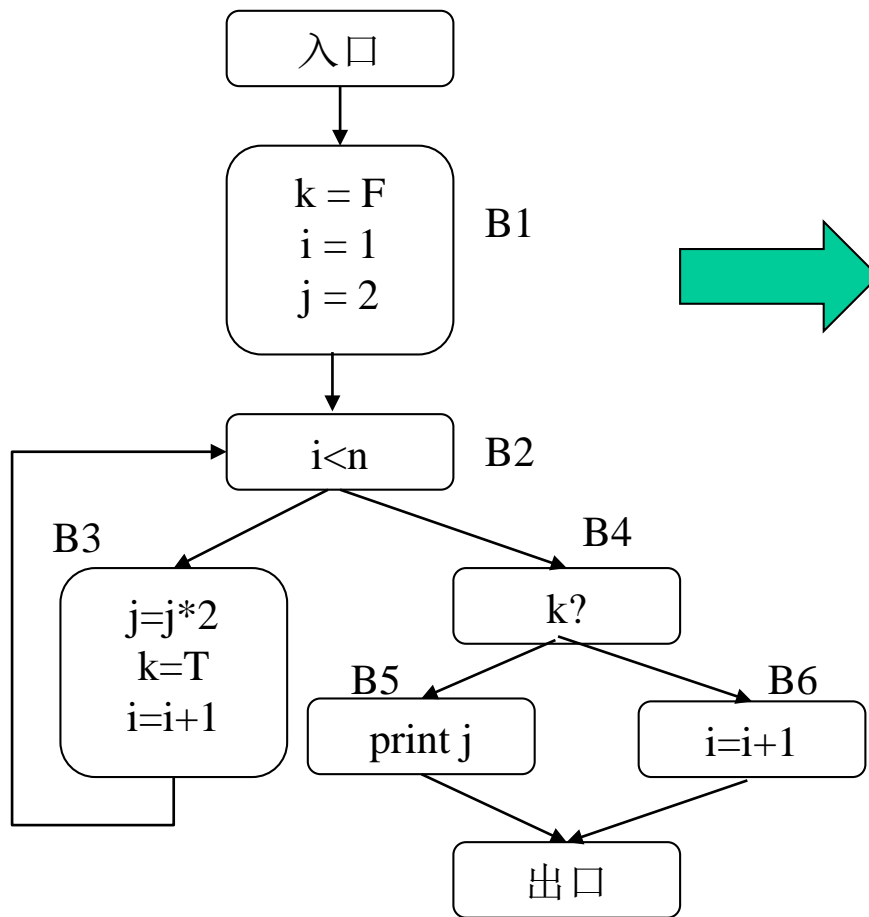 入口
k = F
i = 1
j = 2
B1
i<n
B2
B3
j=j*2
k=T
i=i+1
B4
k?
B5
print j
B6
i=i+1
出口